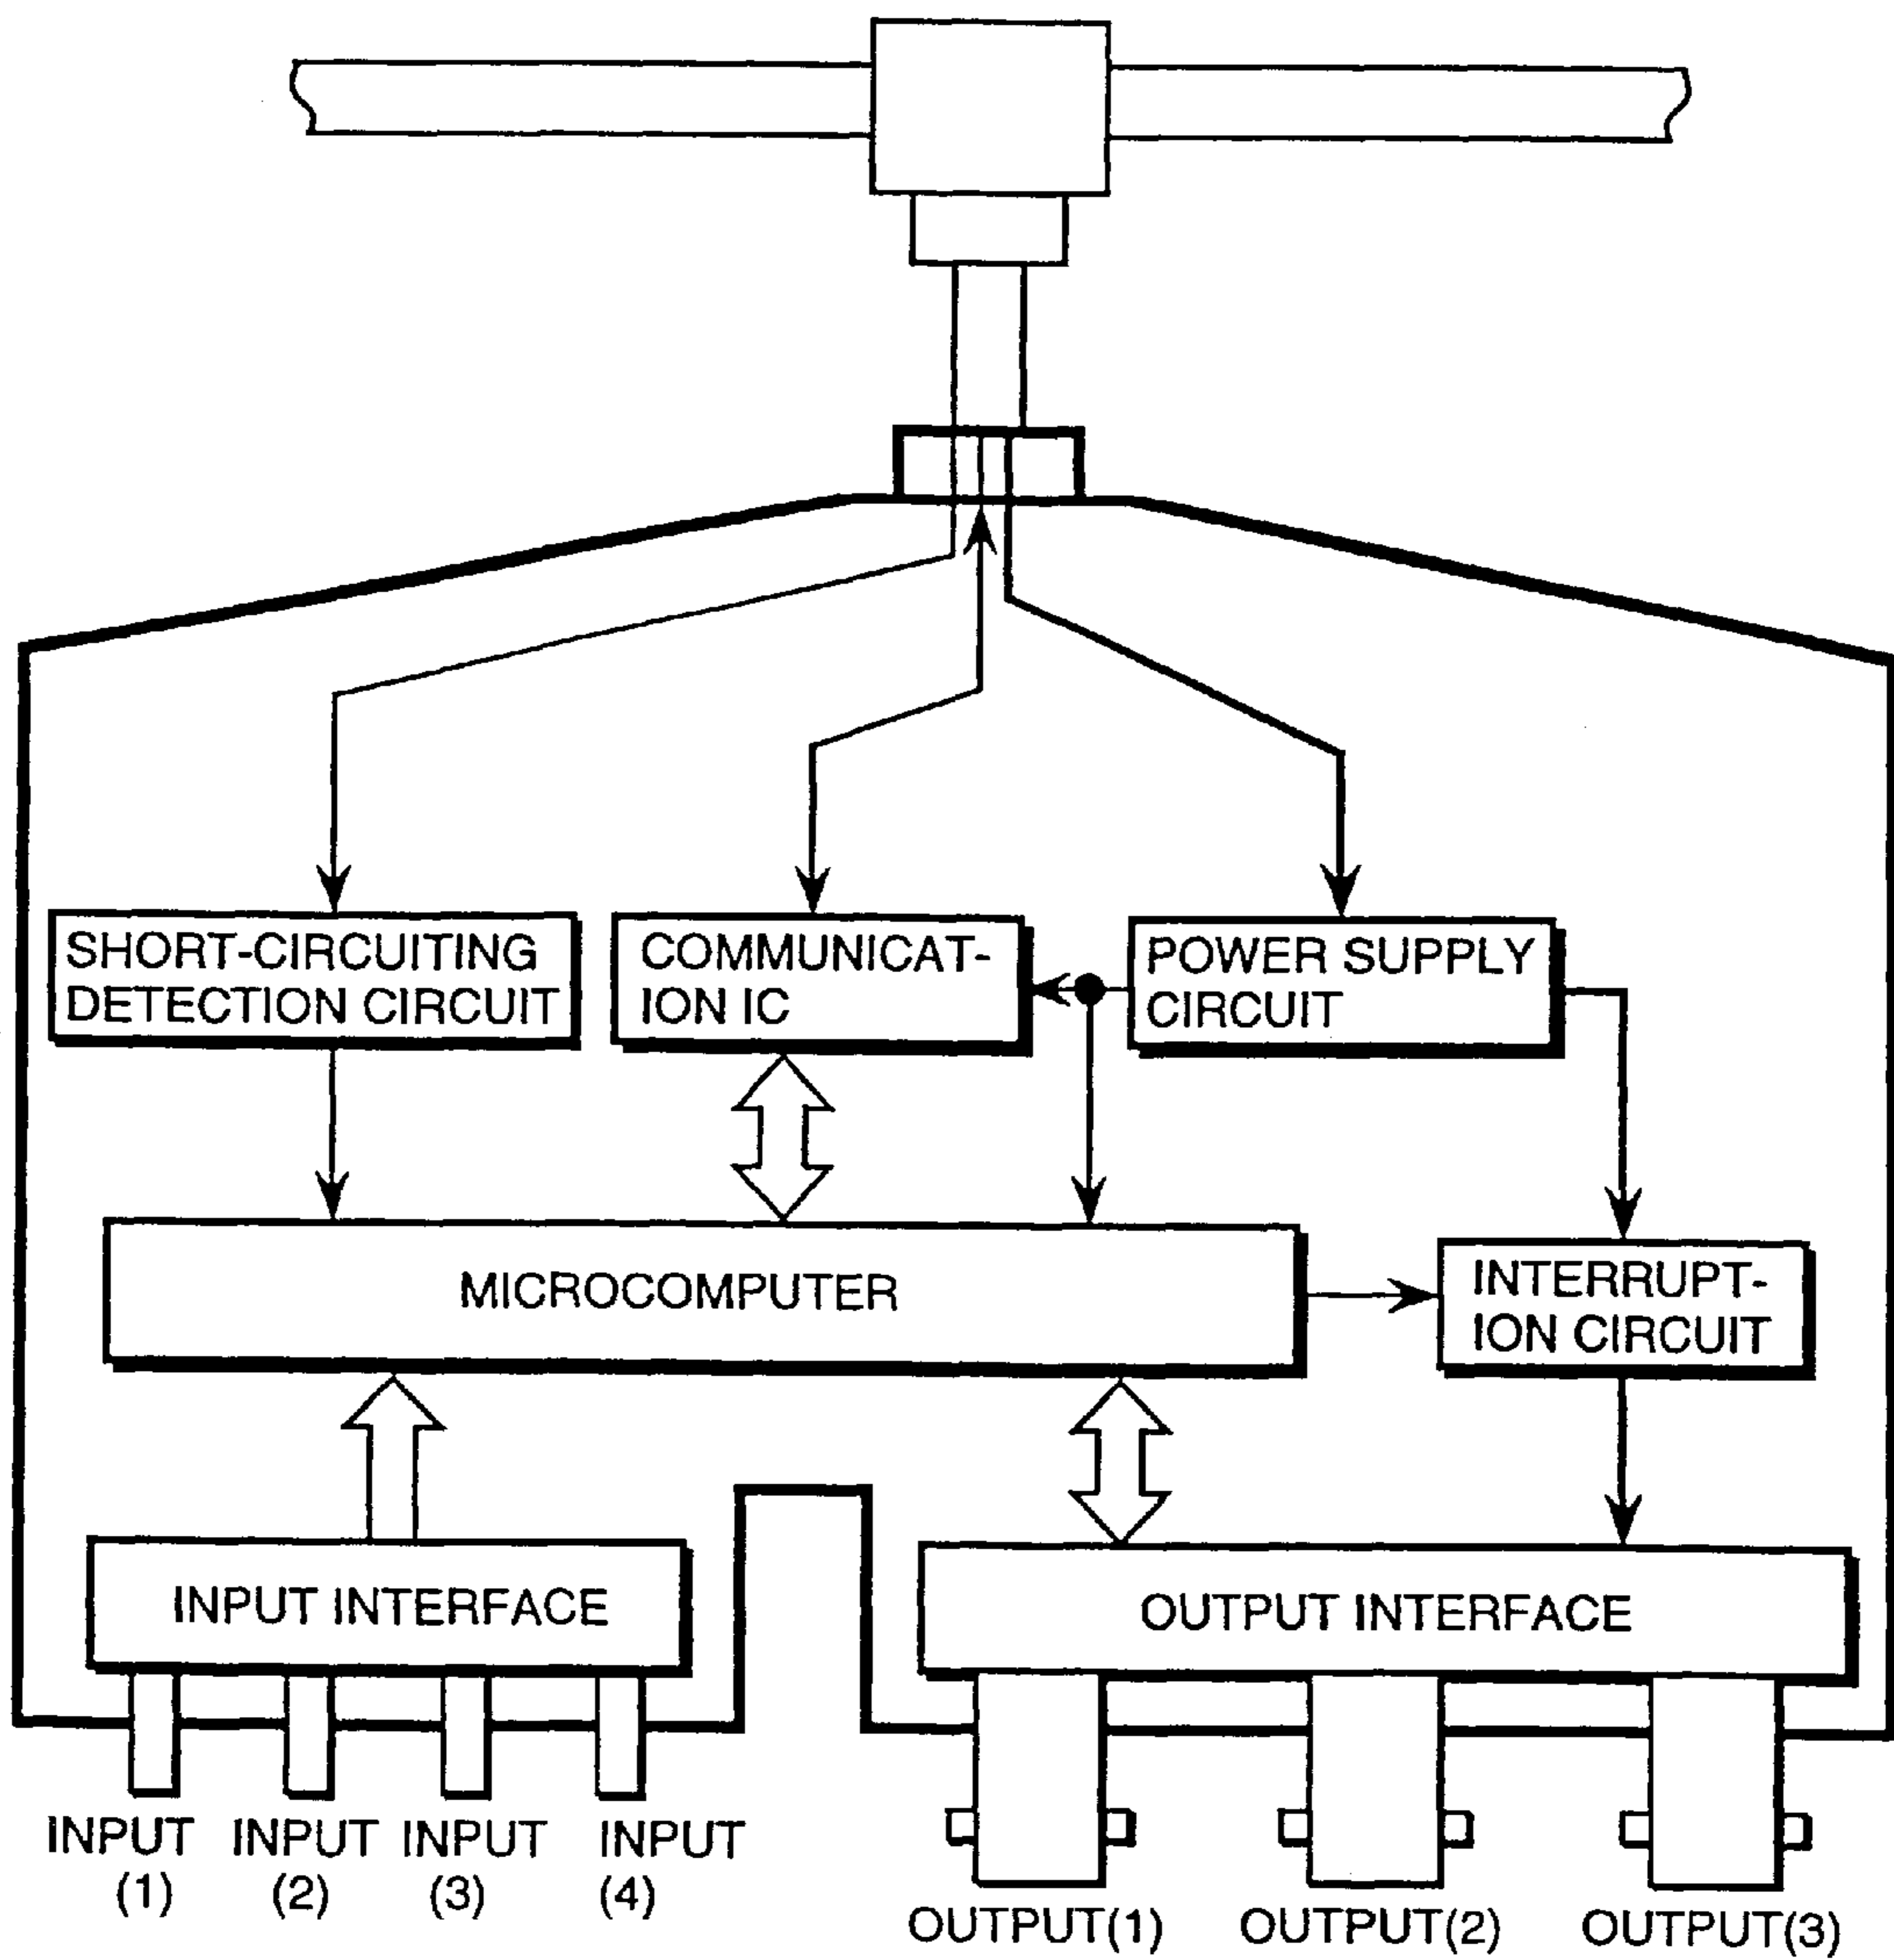 SHORT-CIRCUITING
DETECTION CIRCUIT
COMMUNICAT-
ION IC
POWER SUPPLY
CIRCUIT
MICROCOMPUTER
INTERRUPT-
ION CIRCUIT
INPUT INTERFACE
OUTPUT INTERFACE
INPUT
(1)
INPUT
(2)
INPUT
(3)
INPUT
(4)
OUTPUT(1)
OUTPUT(2)
OUTPUT(3)